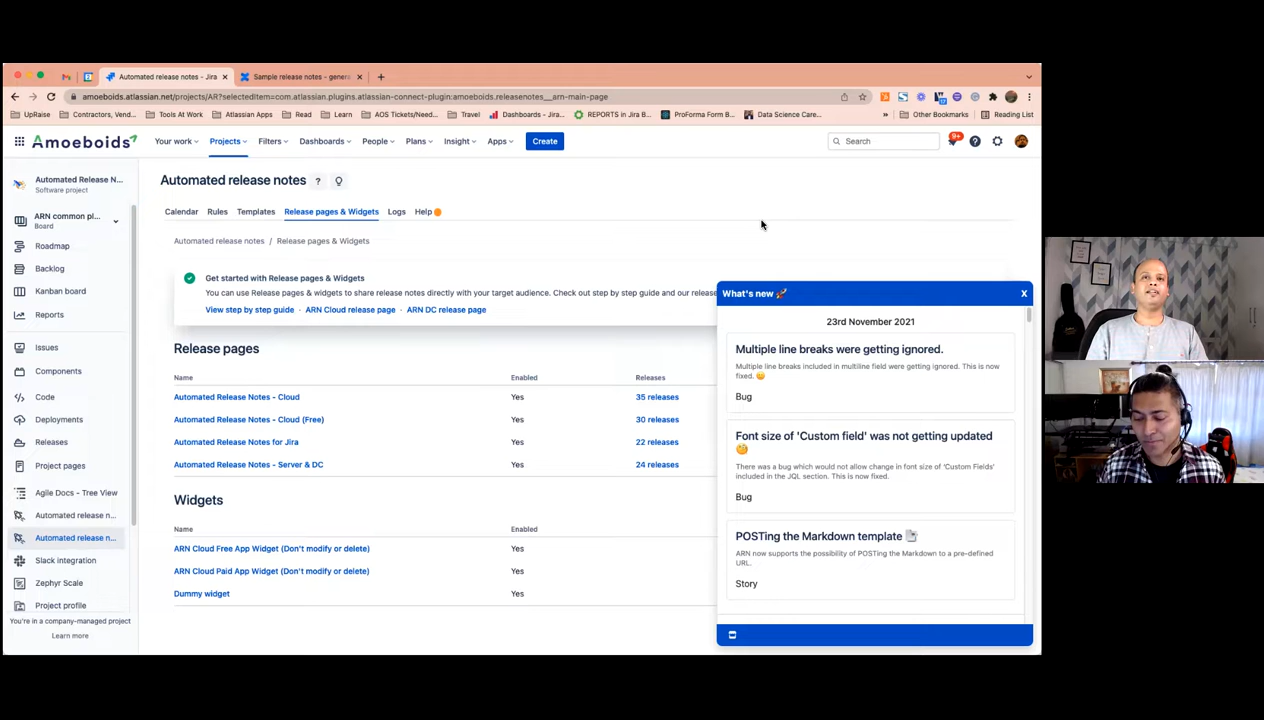 Automated release notes - Jira
Sample release notes - genera
amoeboids.atlassian.net/projects/AR?selectedItem=com.atlassian.plugins.atlassian-connect-plugin:amoeboids.releasenotes__arn-main-page
UpRaise
Contractors, Vend...
Tools At Work
Atlassian Apps
Read
Learn
AOS Tickets/Need...
Travel
Dashboards - Jira...
REPORTS in Jira B...
ProForma Form B...
Data Science Care...
»
Other Bookmarks
Reading List
Amoeboids
Your work
Projects
Filters
Dashboards
People
Plans
Insight
Apps
Create
Search
9+
Automated Release N...
Software project
ARN common pl...
Board
Roadmap
Backlog
Kanban board
Reports
Issues
Components
Code
Deployments
Releases
Project pages
Agile Docs - Tree View
Automated release n...
Automated release n...
Slack integration
Zephyr Scale
Project profile
You're in a company-managed project
Learn more
Automated release notes ?
Calendar
Rules
Templates
Release pages & Widgets
Logs
Help
Automated release notes / Release pages & Widgets
Get started with Release pages & Widgets
You can use Release pages & widgets to share release notes directly with your target audience. Check out step by step guide and our relea
View step by step guide · ARN Cloud release page · ARN DC release page
Release pages
Name Enabled Releases
Automated Release Notes - Cloud Yes 35 releases
Automated Release Notes - Cloud (Free) Yes 30 releases
Automated Release Notes for Jira Yes 22 releases
Automated Release Notes - Server & DC Yes 24 releases
Widgets
Name Enabled
ARN Cloud Free App Widget (Don't modify or delete) Yes
ARN Cloud Paid App Widget (Don't modify or delete) Yes
Dummy widget Yes
What's new 🚀 X
23rd November 2021
Multiple line breaks were getting ignored.
Multiple line breaks included in multiline field were getting ignored. This is now
fixed. 😄
Bug
Font size of 'Custom field' was not getting updated
🧐
There was a bug which would not allow change in font size of 'Custom Fields'
included in the JQL section. This is now fixed.
Bug
POSTing the Markdown template
ARN now supports the possibility of POSTing the Markdown to a pre-defined
URL.
Story